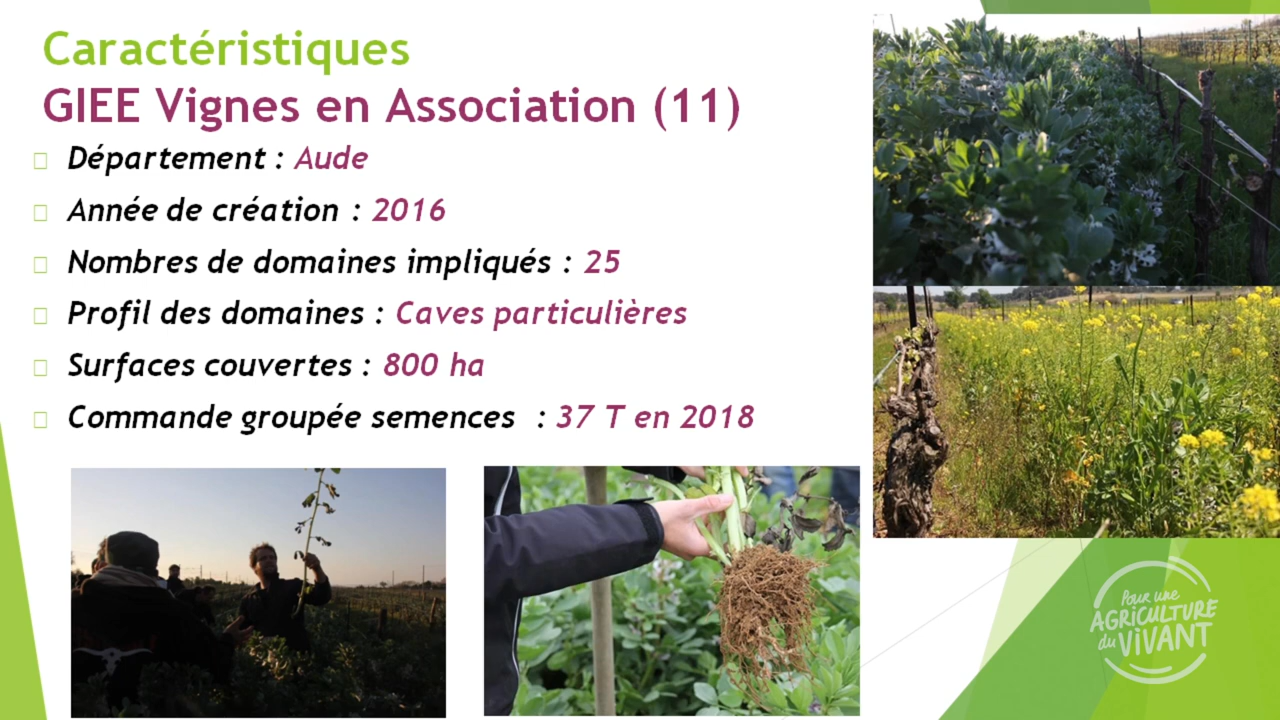 Caractéristiques
GIEE Vignes en Association (11)
Département : Aude
Année de création : 2016
Nombres de domaines impliqués : 25
Profil des domaines : Caves particulières
Surfaces couvertes : 800 ha
Commande groupée semences : 37 T en 2018
Pour une
AGRICULTURE
du VIVANT